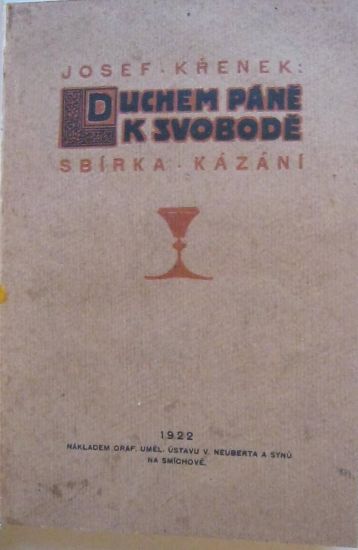 JOSEF · KŘENEK:
DUCHEM PÁNĚ
K SVOBODĚ
SBÍRKA · KÁZÁNÍ
1922
NÁKLADEM GRAF. UMĚL. ÚSTAVU V. NEUBERTA A SYNŮ
NA SMÍCHOVĚ.